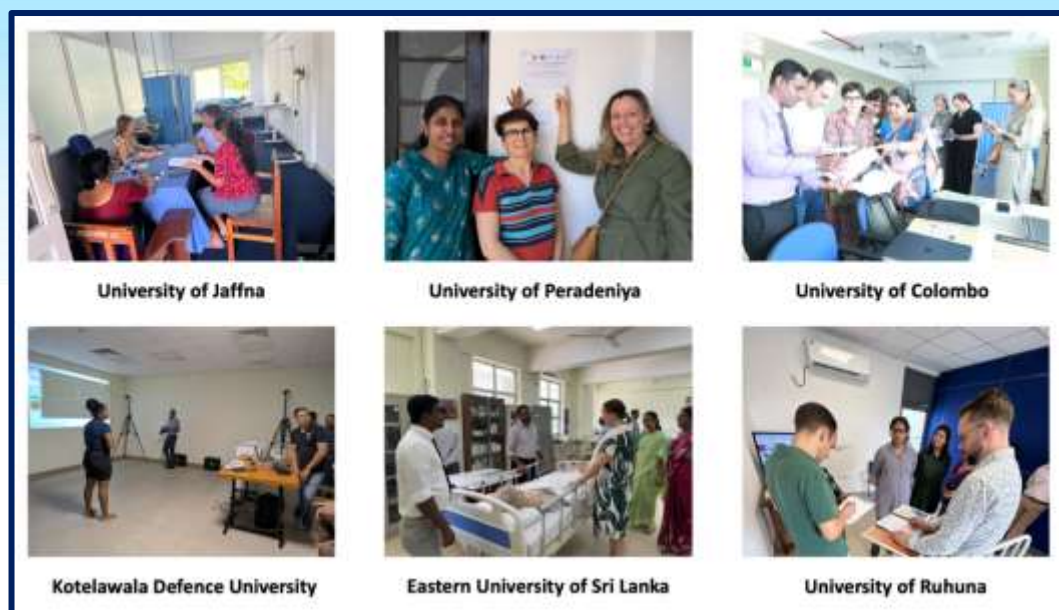 University of Jaffna
University of Peradeniya
University of Colombo
Kotelawala Defence University
Eastern University of Sri Lanka
University of Ruhuna